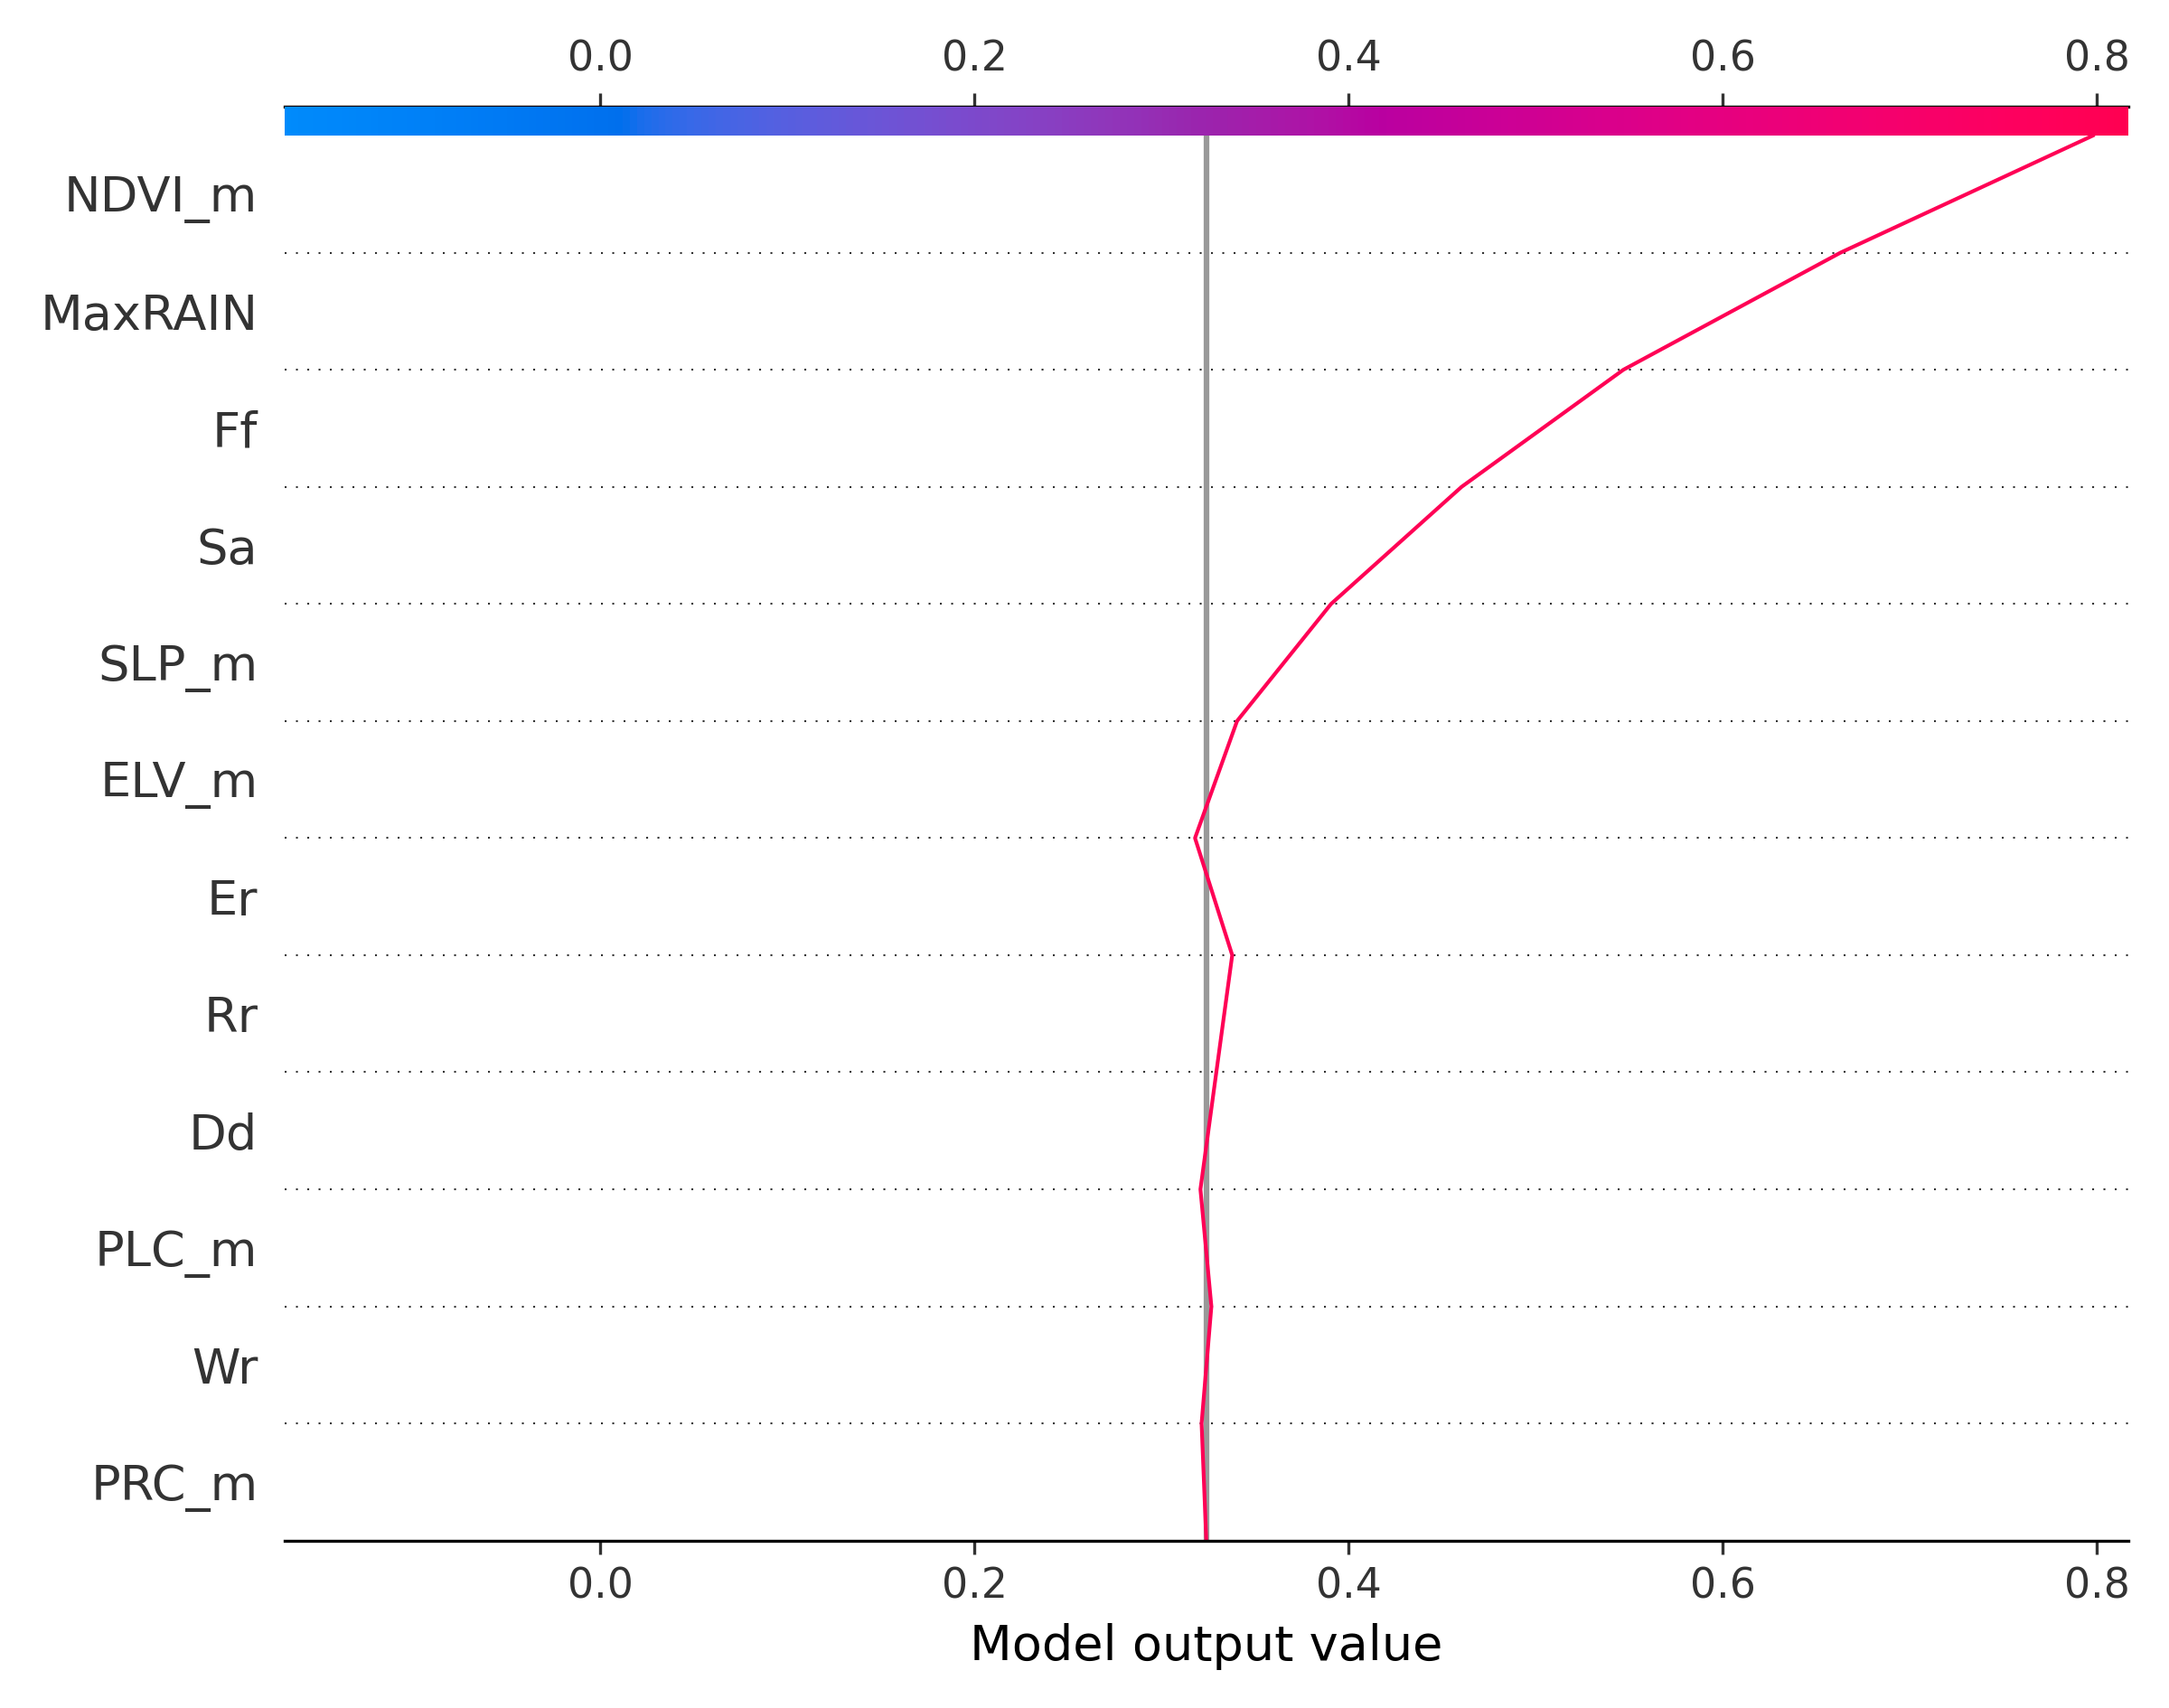 0.0 0.2 0.4 0.6 0.8
NDVI_m
MaxRAIN
Ff
Sa
SLP_m
ELV_m
Er
Rr
Dd
PLC_m
Wr
PRC_m
0.0 0.2 0.4 0.6 0.8
Model output value